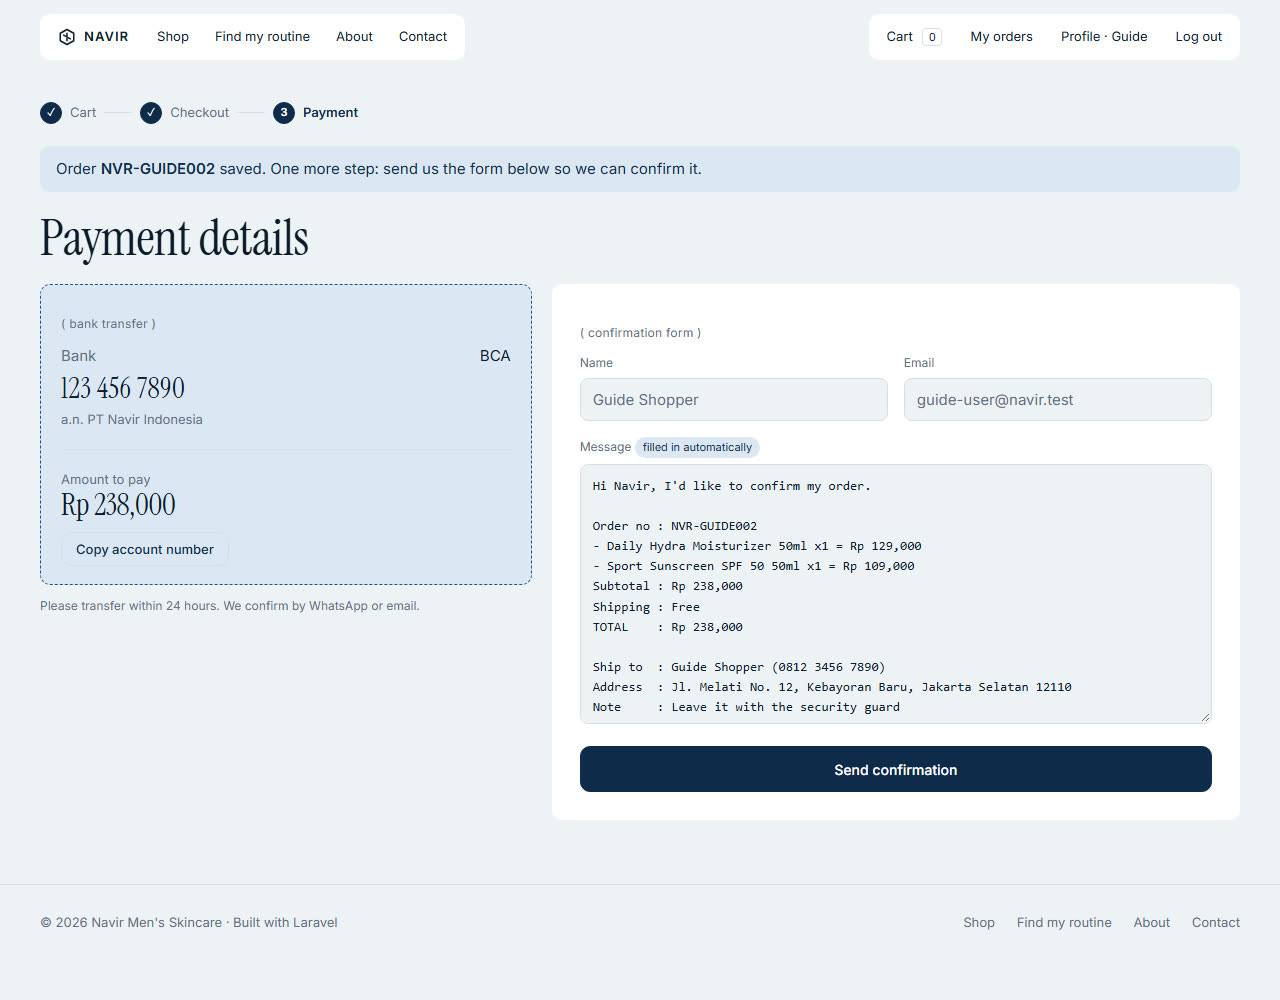 NAVIR Shop Find my routine About Contact
Cart 0 My orders Profile · Guide Log out
✓ Cart ✓ Checkout 3 Payment
Order NVR-GUIDE002 saved. One more step: send us the form below so we can confirm it.
Payment details
( bank transfer )
Bank BCA
123 456 7890
a.n. PT Navir Indonesia
Amount to pay
Rp 238,000
Copy account number
Please transfer within 24 hours. We confirm by WhatsApp or email.
( confirmation form )
Name Email
Guide Shopper guide-user@navir.test
Message filled in automatically
Hi Navir, I'd like to confirm my order.
Order no : NVR-GUIDE002
- Daily Hydra Moisturizer 50ml x1 = Rp 129,000
- Sport Sunscreen SPF 50 50ml x1 = Rp 109,000
Subtotal : Rp 238,000
Shipping : Free
TOTAL    : Rp 238,000
Ship to  : Guide Shopper (0812 3456 7890)
Address  : Jl. Melati No. 12, Kebayoran Baru, Jakarta Selatan 12110
Note     : Leave it with the security guard
Send confirmation
© 2026 Navir Men's Skincare · Built with Laravel
Shop Find my routine About Contact